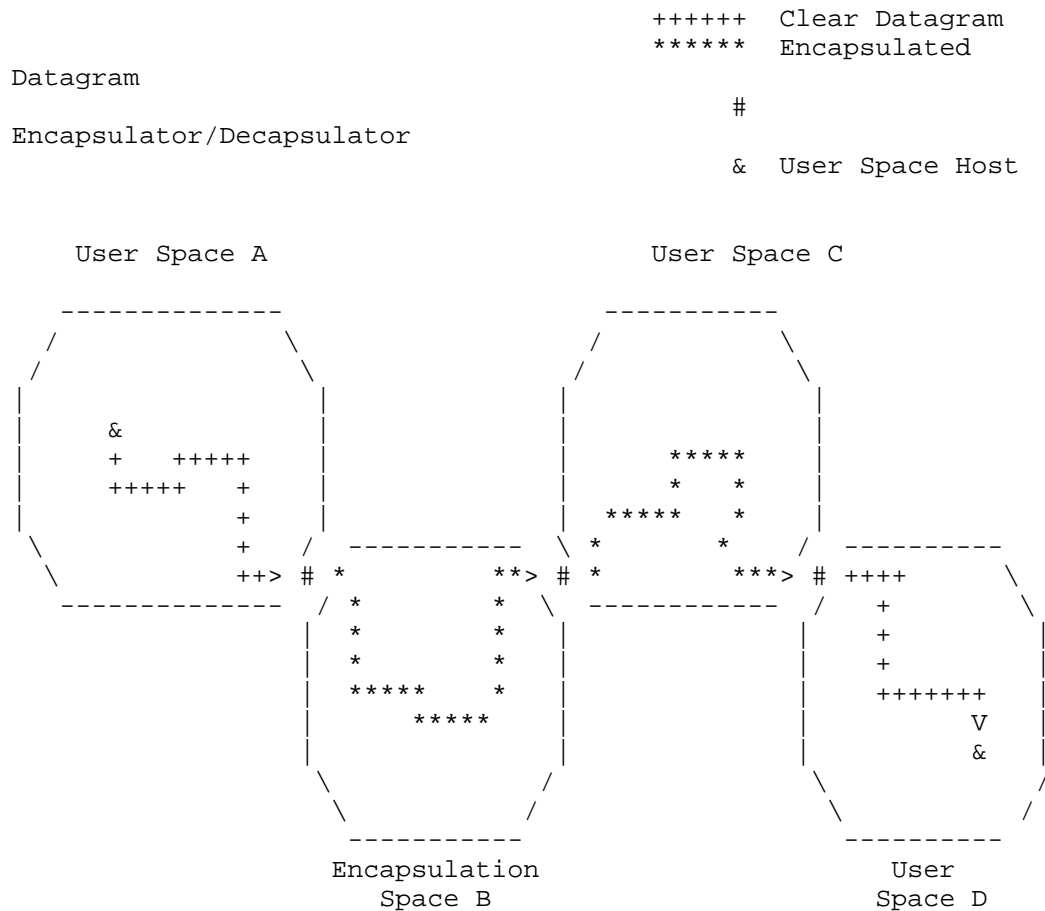 ++++++ Clear Datagram
****** Encapsulated
Datagram
#
Encapsulator/Decapsulator
& User Space Host
User Space A
User Space C
--------------
-----------
/ \ / \
/ \ / \
| | | |
| & | | |
| + +++++ | | ***** |
| +++++ + | | * * |
| + | | ***** * |
\ + / ----------- \ * * / ----------
\ ++> # * **> # * ***> # ++++ \
-------------- / * * \ ------------ / + \
| * * | | + |
| * * | | + |
| ***** * | | +++++++ |
| ***** | | V |
| | | & |
\ / \ /
\ / \ /
----------- ----------
Encapsulation
Space B
User
Space D